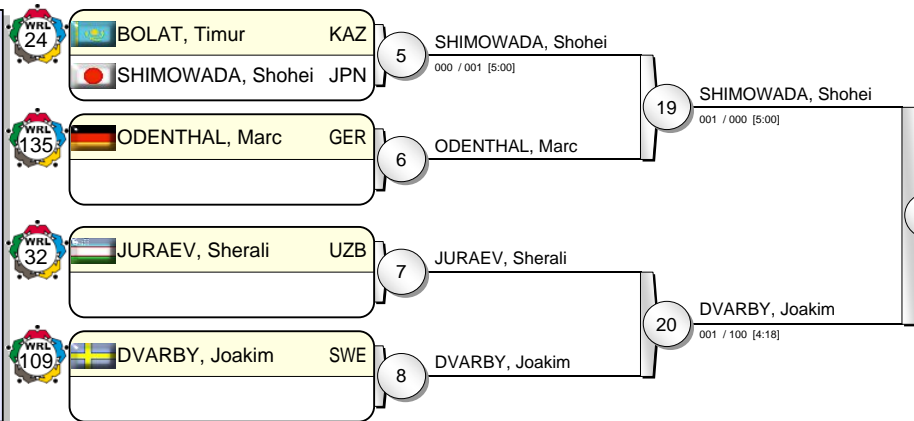 WRL
24
BOLAT, Timur KAZ
SHIMOWADA, Shohei JPN
5
SHIMOWADA, Shohei
000 / 001 [5:00]
19
SHIMOWADA, Shohei
001 / 000 [5:00]
WRL
135
ODENTHAL, Marc GER
6
ODENTHAL, Marc
WRL
32
JURAEV, Sherali UZB
7
JURAEV, Sherali
20
DVARBY, Joakim
001 / 100 [4:18]
WRL
109
DVARBY, Joakim SWE
8
DVARBY, Joakim